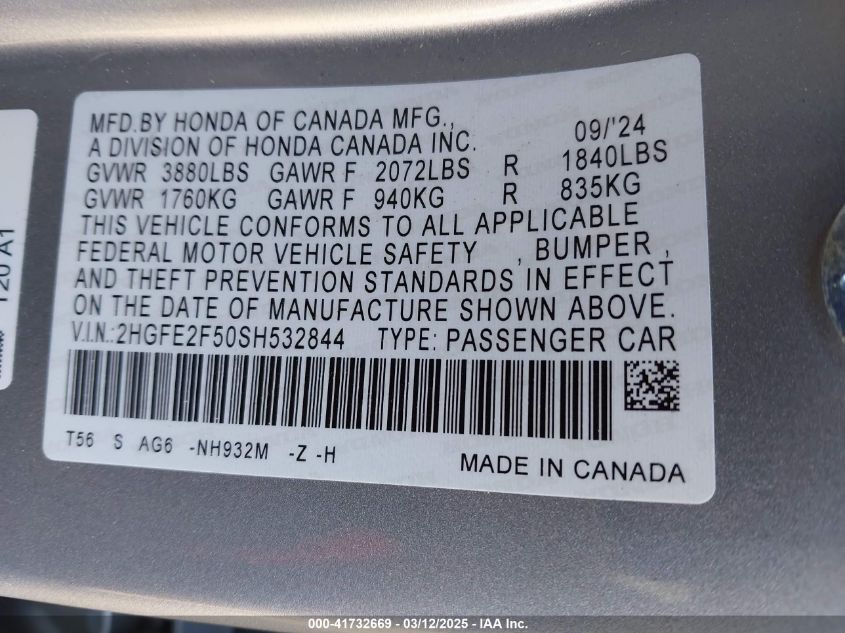 MFD.BY HONDA OF CANADA MFG.,
A DIVISION OF HONDA CANADA INC. 09/'24
GVWR 3880LBS GAWR F 2072LBS R 1840LBS
GVWR 1760KG GAWR F 940KG R 835KG
THIS VEHICLE CONFORMS TO ALL APPLICABLE
FEDERAL MOTOR VEHICLE SAFETY , BUMPER ,
AND THEFT PREVENTION STANDARDS IN EFFECT
ON THE DATE OF MANUFACTURE SHOWN ABOVE.
V.I.N.:2HGFE2F50SH532844 TYPE: PASSENGER CAR
T56 S AG6 -NH932M -Z -H
MADE IN CANADA
120 A1
000-41732669 - 03/12/2025 - IAA Inc.